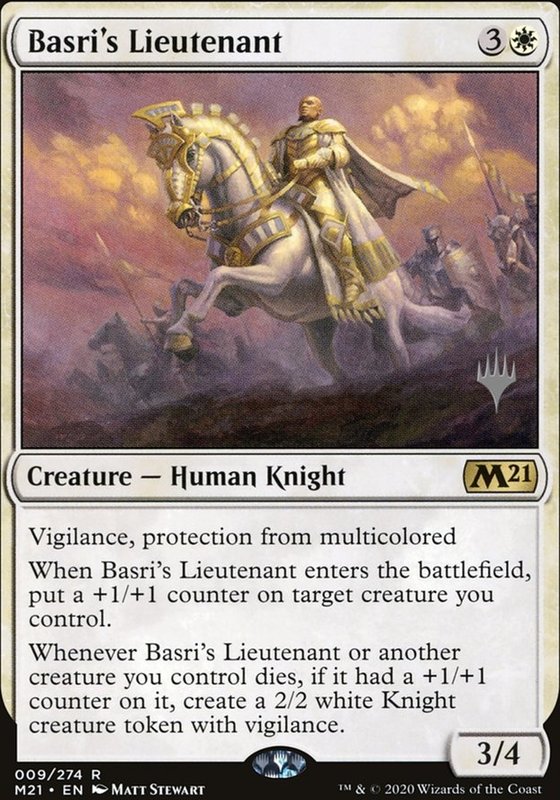 Basri's Lieutenant 3
Creature — Human Knight M21
Vigilance, protection from multicolored
When Basri's Lieutenant enters the battlefield,
put a +1/+1 counter on target creature you
control.
Whenever Basri's Lieutenant or another
creature you control dies, if it had a +1/+1
counter on it, create a 2/2 white Knight
creature token with vigilance.
3/4
009/274 R
M21 • EN Matt Stewart ™ & © 2020 Wizards of the Coast